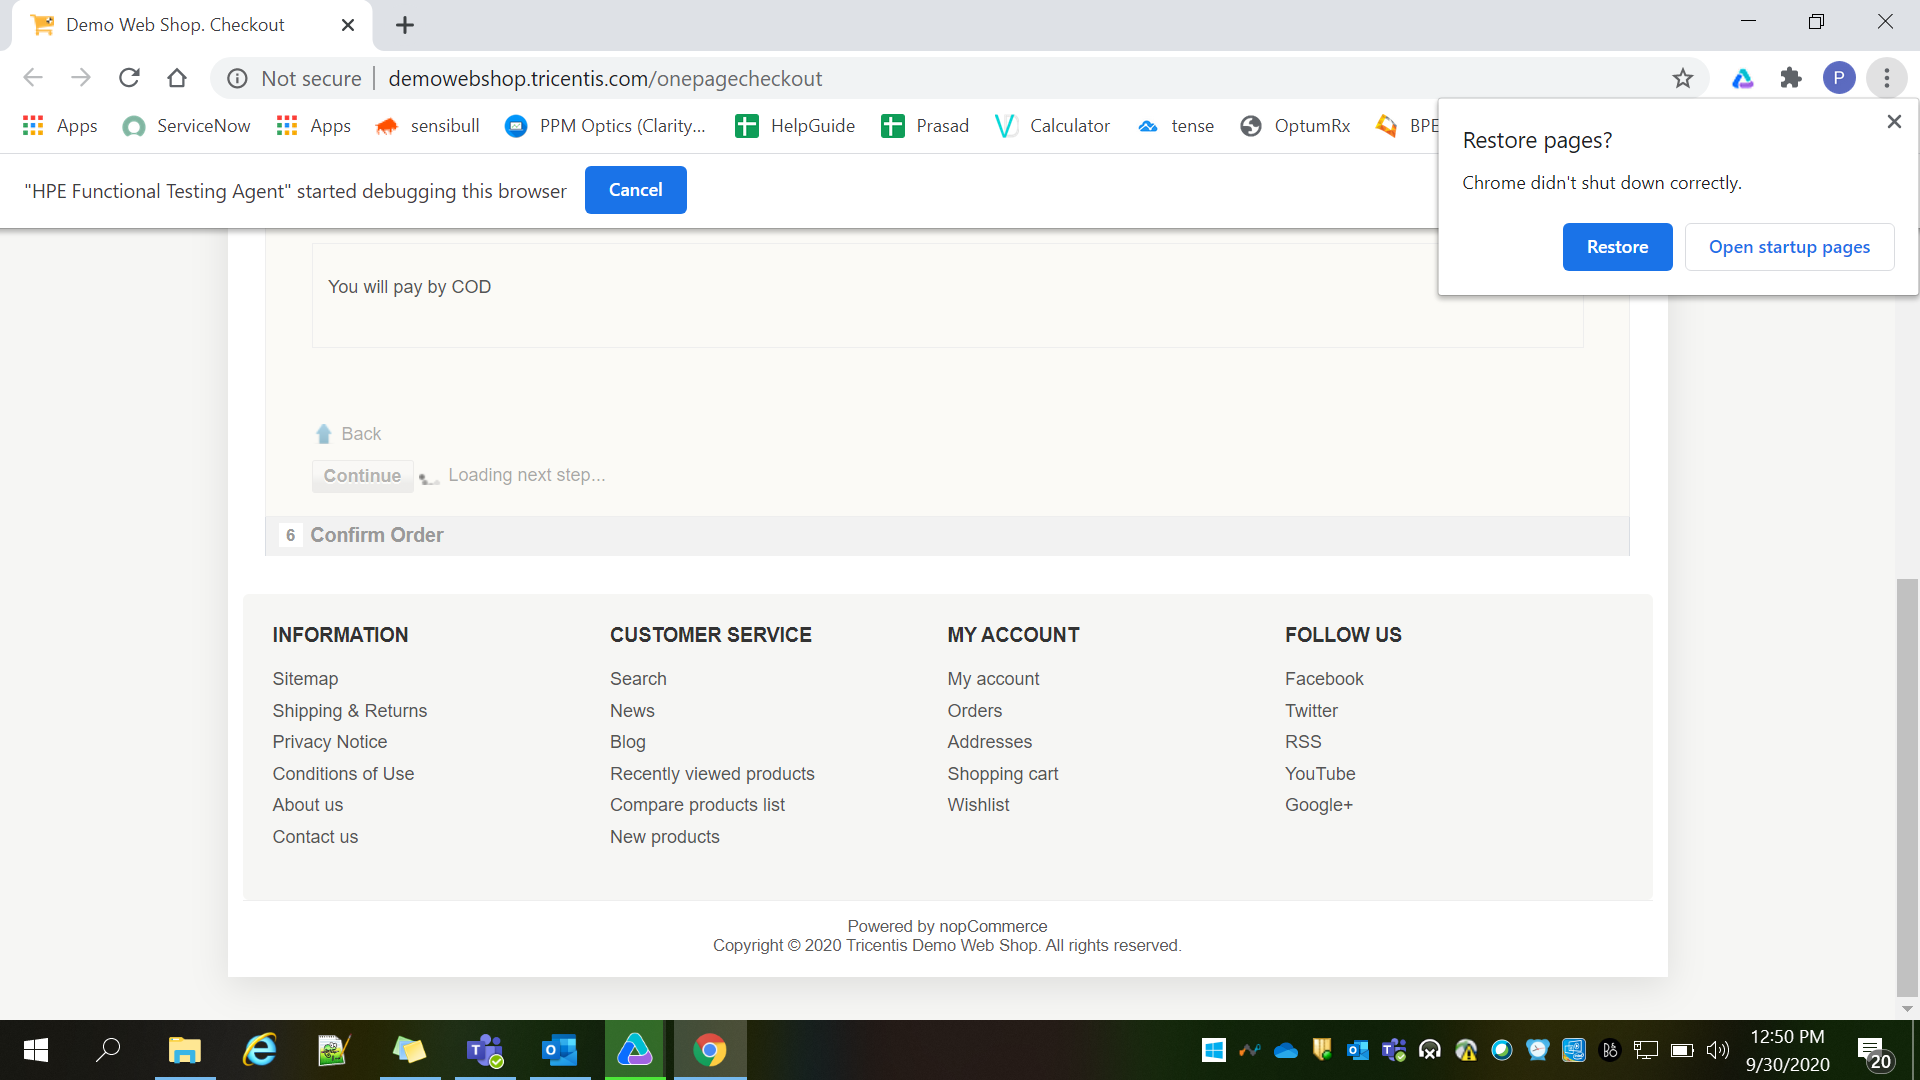 Demo Web Shop. Checkout
Not secure
demowebshop.tricentis.com/onepagecheckout
P
Apps
ServiceNow
Apps
sensibull
PPM Optics (Clarity...
HelpGuide
Prasad
Calculator
tense
OptumRx
BPE
"HPE Functional Testing Agent" started debugging this browser
Cancel
Restore pages?
Chrome didn't shut down correctly.
Restore
Open startup pages
You will pay by COD
Back
Continue
Loading next step...
6 Confirm Order
INFORMATION
Sitemap
Shipping & Returns
Privacy Notice
Conditions of Use
About us
Contact us
CUSTOMER SERVICE
Search
News
Blog
Recently viewed products
Compare products list
New products
MY ACCOUNT
My account
Orders
Addresses
Shopping cart
Wishlist
FOLLOW US
Facebook
Twitter
RSS
YouTube
Google+
Powered by nopCommerce
Copyright © 2020 Tricentis Demo Web Shop. All rights reserved.
12:50 PM
9/30/2020
20